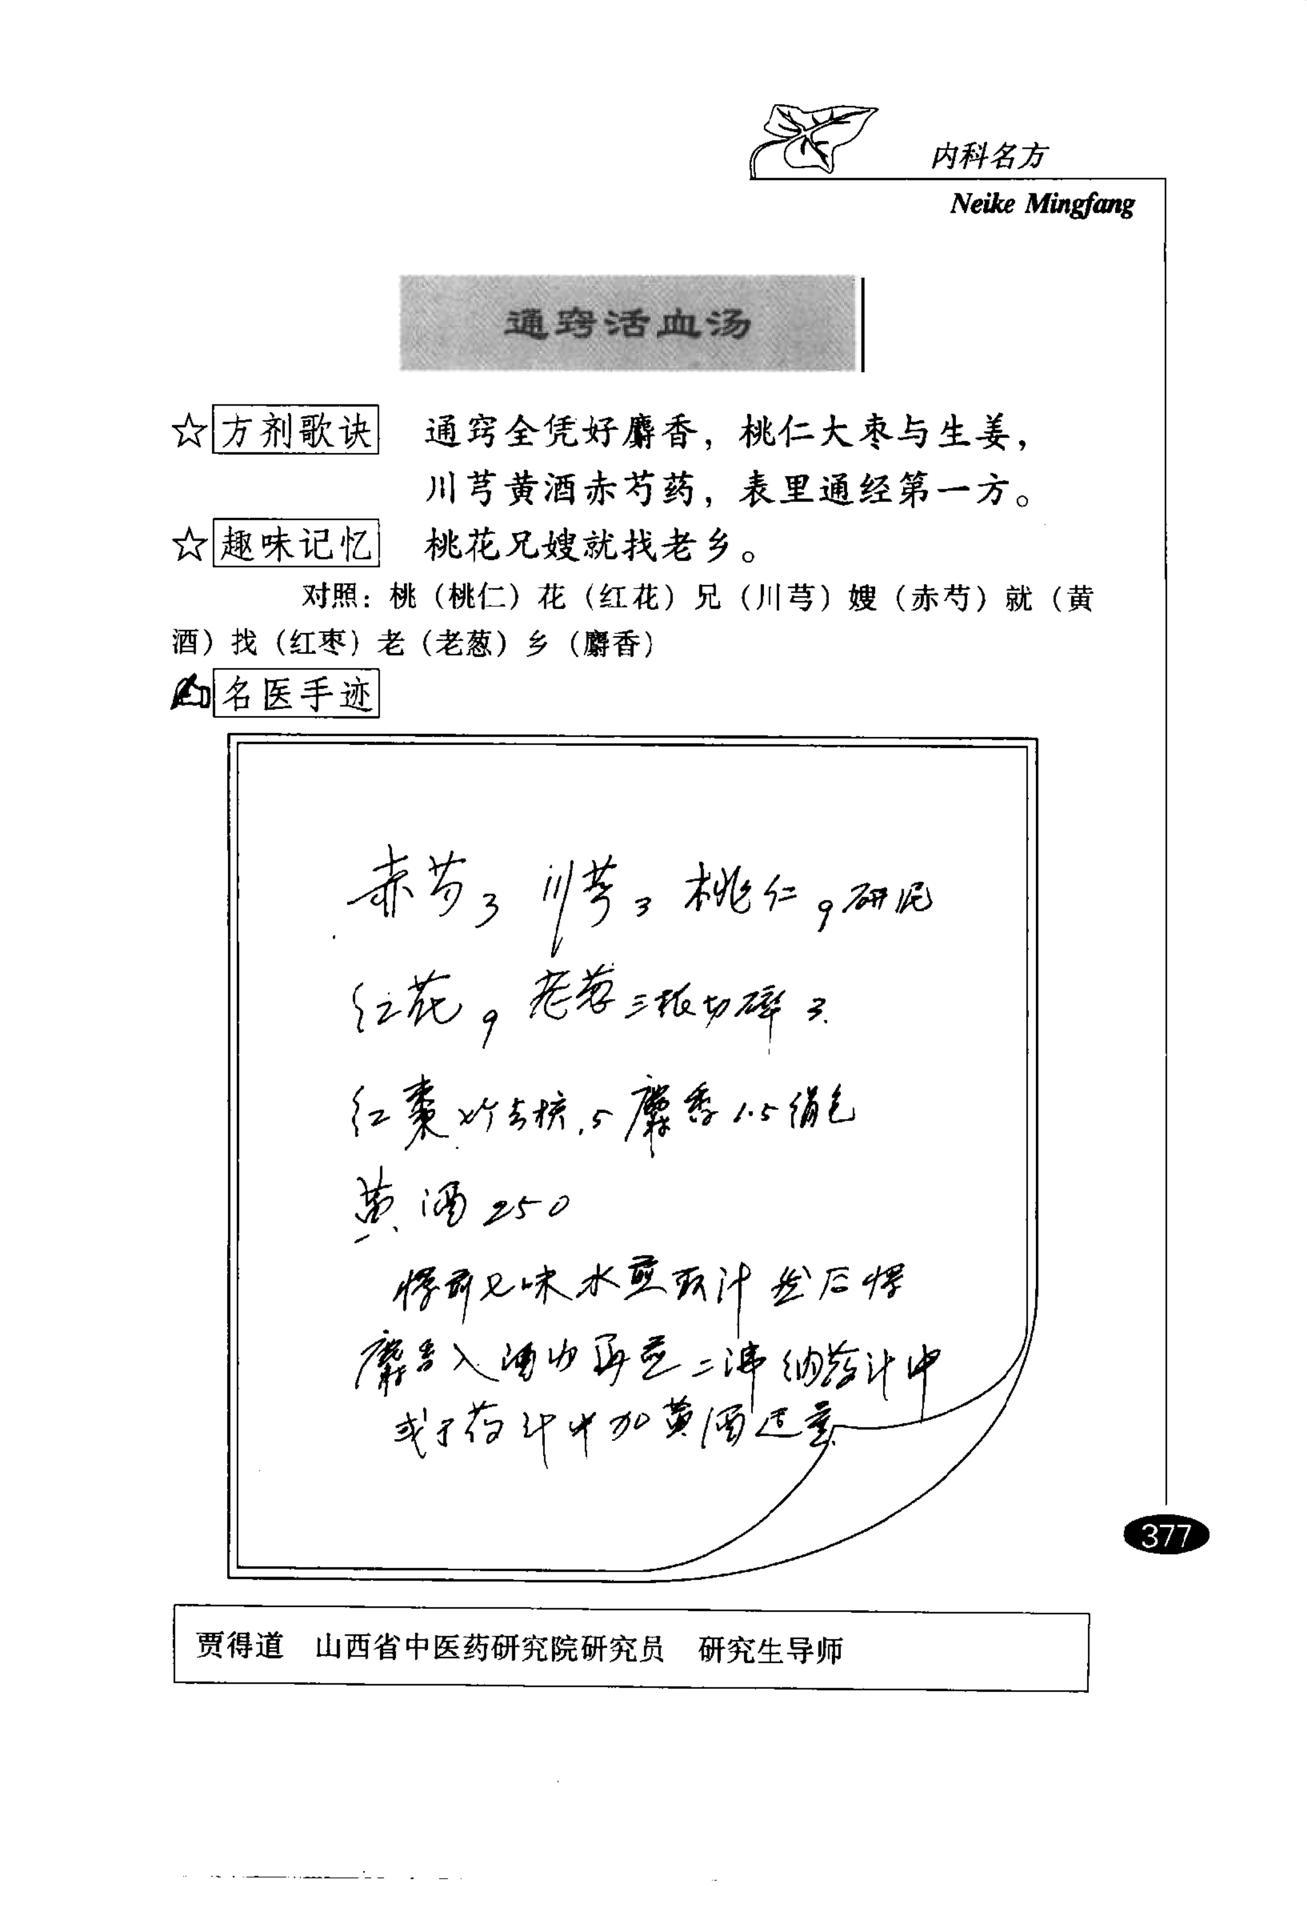 内科名方
Neike Mingfang
通窍活血汤
☆方剂歌诀 通窍全凭好麝香，桃仁大枣与生姜，
川芎黄酒赤芍药，表里通经第一方。
☆趣味记忆 桃花兄嫂就找老乡。
对照：桃（桃仁）花（红花）兄（川芎）嫂（赤芍）就（黄
酒）找（红枣）老（老葱）乡（麝香）
名医手迹
赤芍3 川芎3 桃仁9研泥
红花9 老葱三根切碎3
红棗 去核.5 麝香1.5绢包
黄酒250
将前七味水煎取汁 然后将
麝香入酒内再煎二沸纳药汁中
或于药汁中加黄酒适量
377
贾得道 山西省中医药研究院研究员 研究生导师